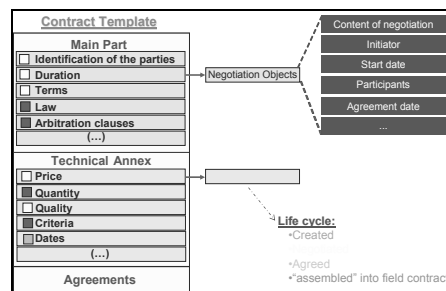 Contract Template
Main Part
Identification of the parties
Duration
Terms
Law
Arbitration clauses
(...)
Technical Annex
Price
Quantity
Quality
Criteria
Dates
(...)
Agreements
Negotiation Objects
Content of negotiation
Initiator
Start date
Participants
Agreement date
...
Life cycle:
•Created
•Agreed
•“assembled” into field contract